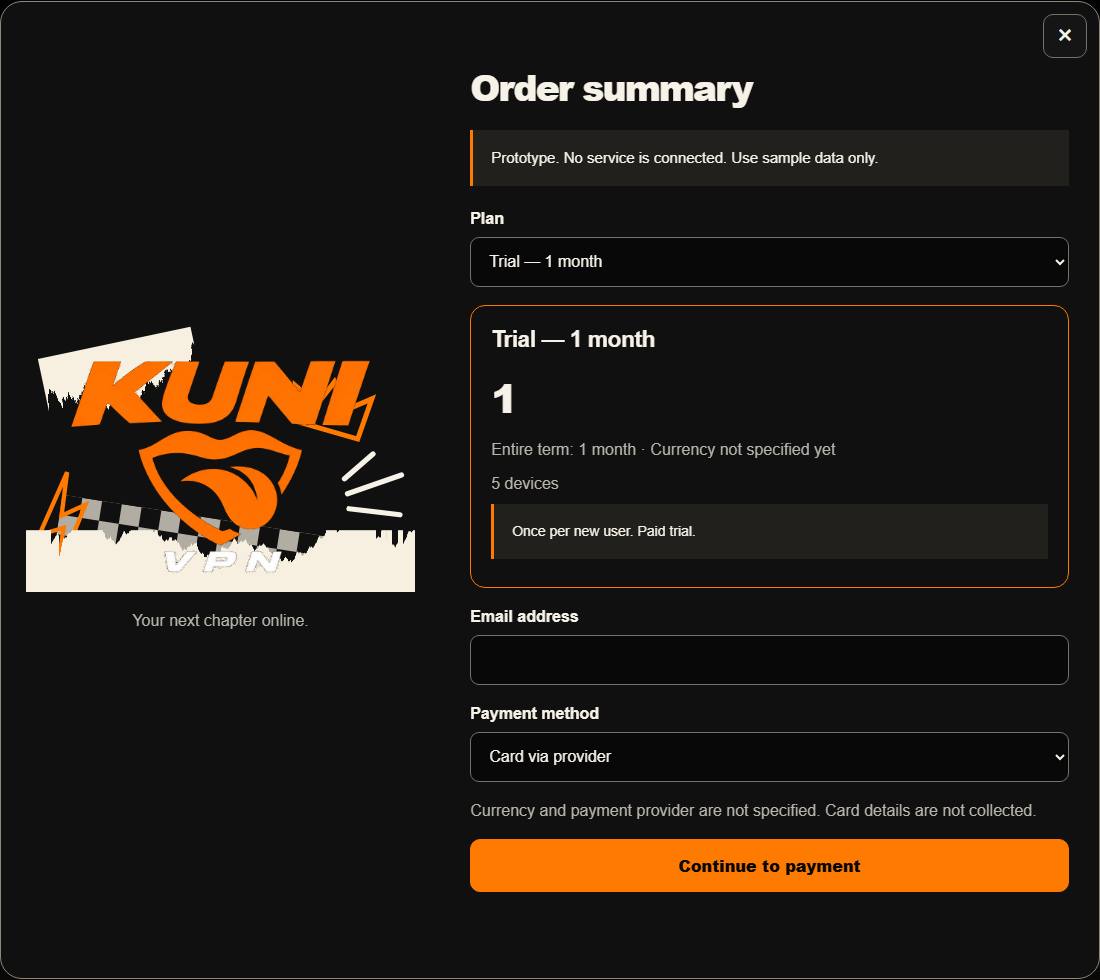 ×
Order summary
Prototype. No service is connected. Use sample data only.
Plan
Trial — 1 month
Trial — 1 month
1
Entire term: 1 month · Currency not specified yet
5 devices
Once per new user. Paid trial.
Email address
Payment method
Card via provider
Currency and payment provider are not specified. Card details are not collected.
Continue to payment
KUNI
VPN
Your next chapter online.